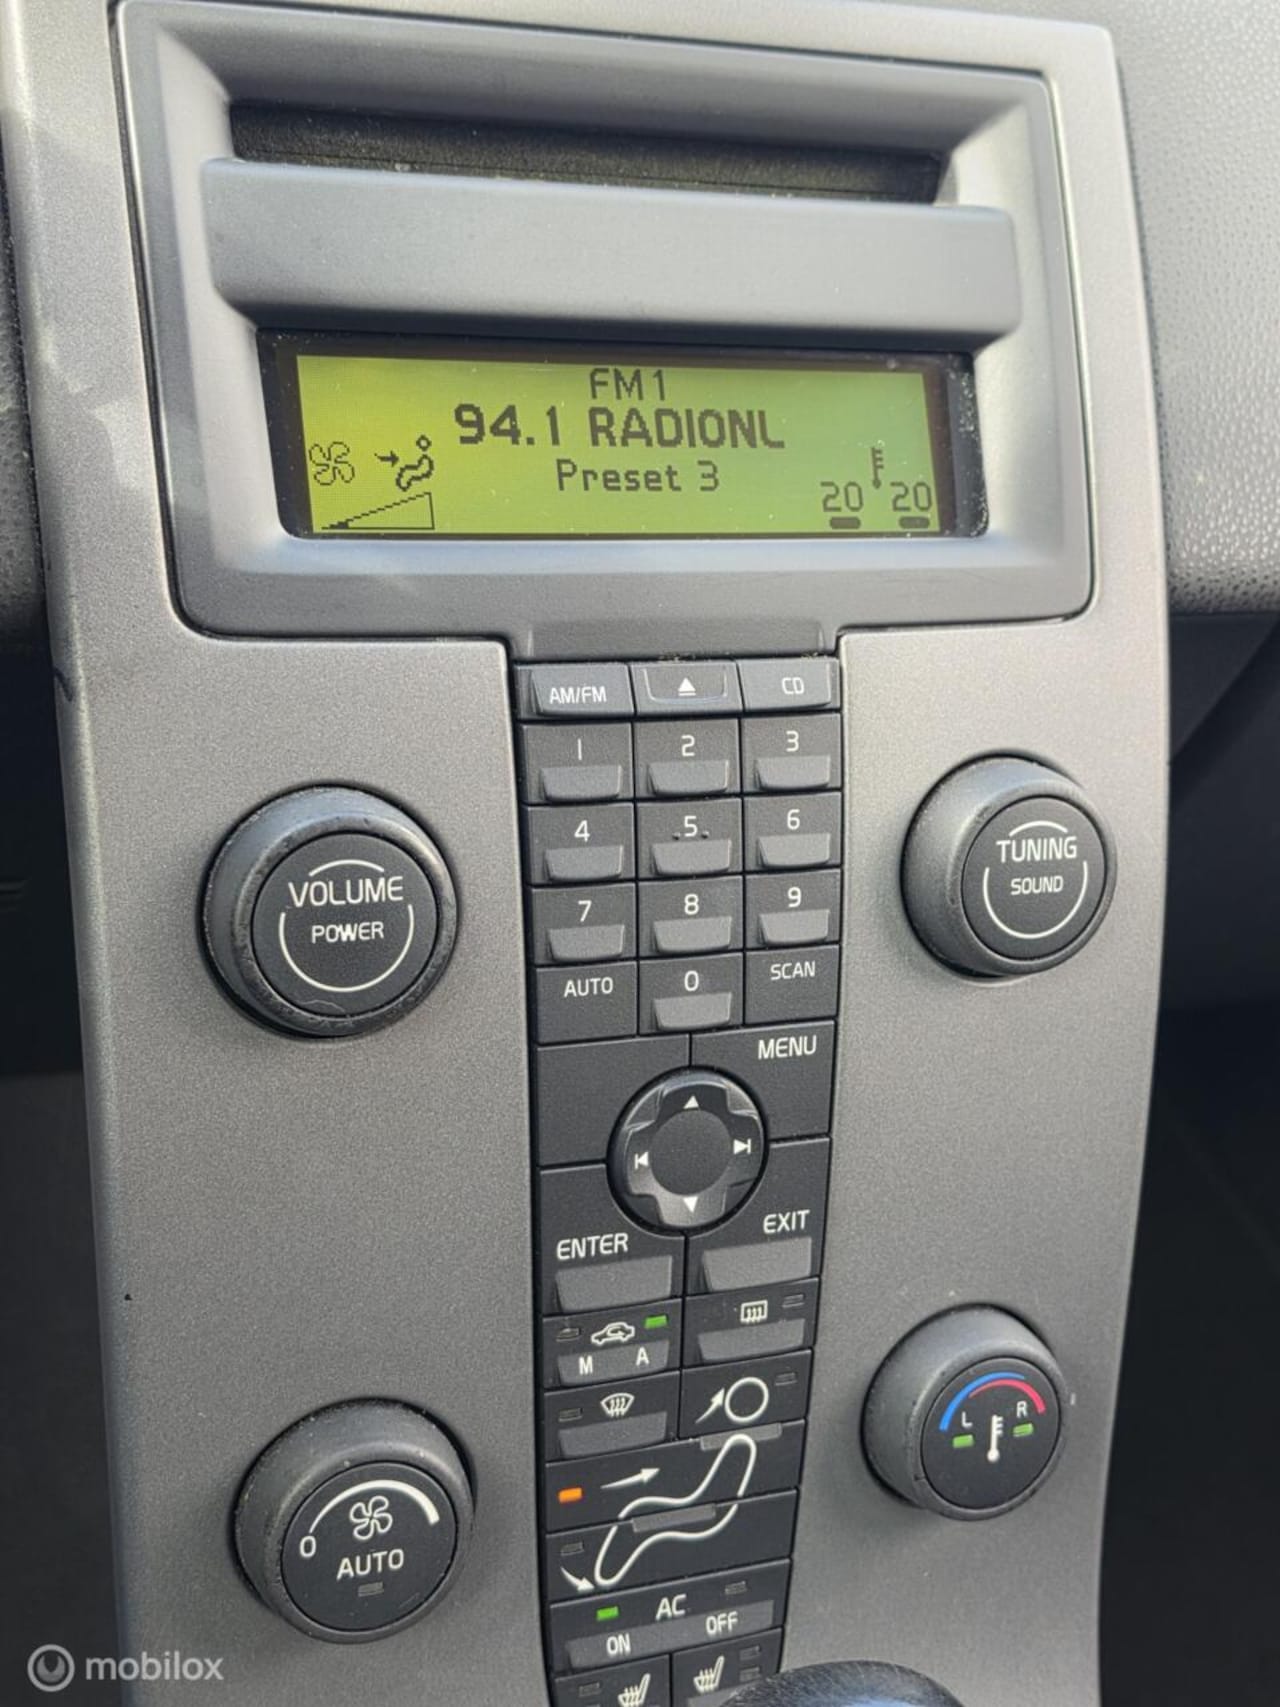 FM1
94.1 RADIONL
Preset 3
20 20
AM/FM CD
1 2 3
4 5 6
7 8 9
AUTO 0 SCAN
VOLUME
POWER
TUNING
SOUND
MENU
ENTER
EXIT
M A
L R
0
AUTO
AC
ON OFF
mobilox